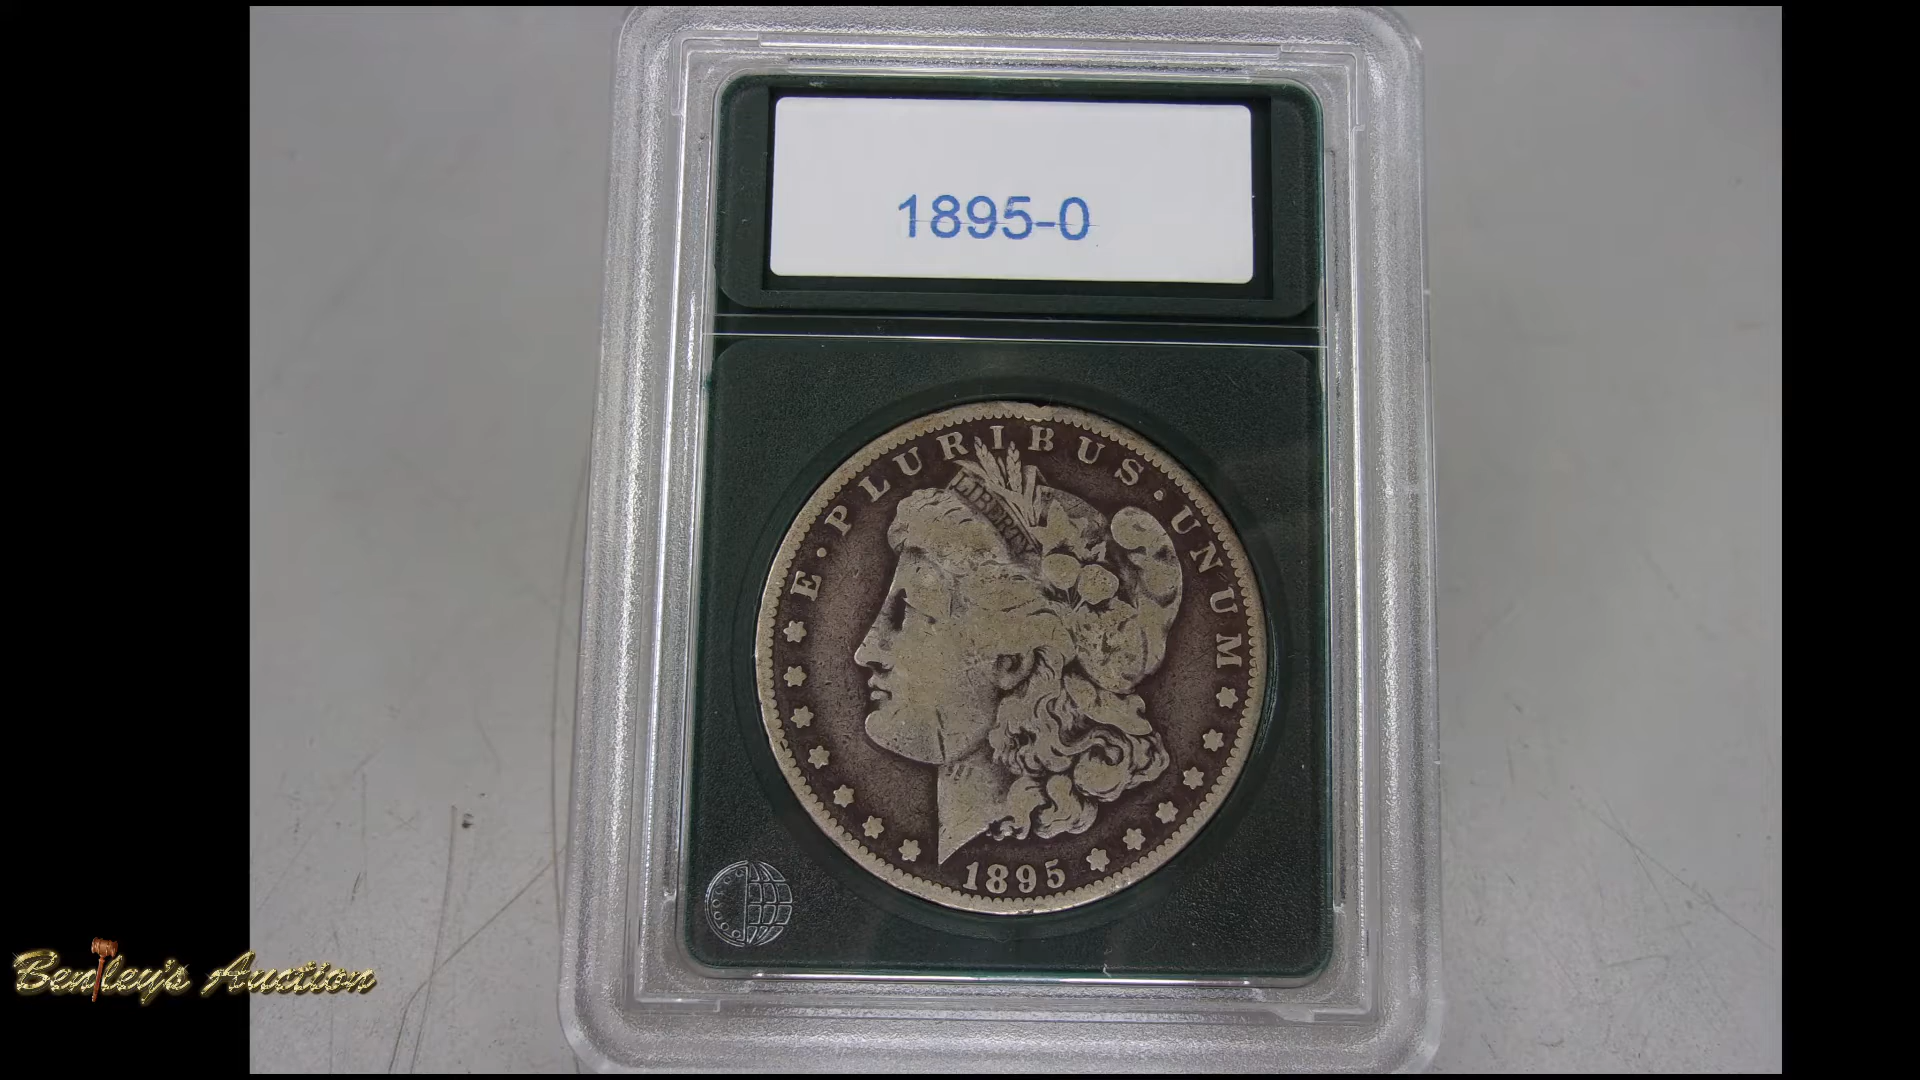 1895-0
E · PLURIBUS · UNUM
LIBERTY
1895
Bentley's Auction